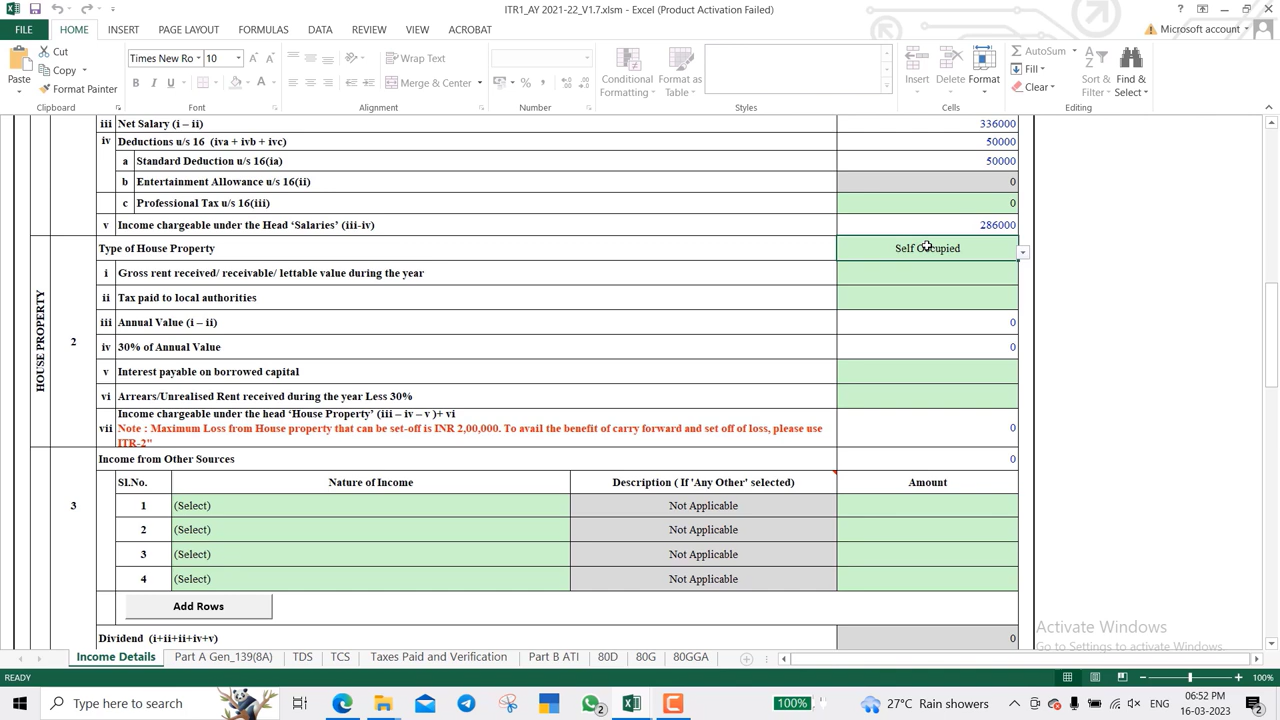 ITR1_AY 2021-22_V1.7.xlsm - Excel (Product Activation Failed)
FILE HOME INSERT PAGE LAYOUT FORMULAS DATA REVIEW VIEW ACROBAT Microsoft account
Cut
Copy
Format Painter
Paste
Clipboard
Times New Ro 10
B I U
Font
Wrap Text
Merge & Center
Alignment
Number
Conditional Formatting
Format as Table
Styles
Insert Delete Format
Cells
AutoSum
Fill
Clear
Sort & Filter
Find & Select
Editing
iii Net Salary (i – ii) 336000
iv Deductions u/s 16 (iva + ivb + ivc) 50000
a Standard Deduction u/s 16(ia) 50000
b Entertainment Allowance u/s 16(ii) 0
c Professional Tax u/s 16(iii) 0
v Income chargeable under the Head ‘Salaries’ (iii-iv) 286000
HOUSE PROPERTY
2
Type of House Property Self Occupied
i Gross rent received/ receivable/ lettable value during the year
ii Tax paid to local authorities
iii Annual Value (i – ii) 0
iv 30% of Annual Value 0
v Interest payable on borrowed capital
vi Arrears/Unrealised Rent received during the year Less 30%
vii Income chargeable under the head ‘House Property’ (iii – iv – v )+ vi 0
Note : Maximum Loss from House property that can be set-off is INR 2,00,000. To avail the benefit of carry forward and set off of loss, please use
ITR-2"
3
Income from Other Sources 0
Sl.No. Nature of Income Description ( If 'Any Other' selected) Amount
1 (Select) Not Applicable
2 (Select) Not Applicable
3 (Select) Not Applicable
4 (Select) Not Applicable
Add Rows
Dividend (i+ii+ii+iv+v) 0
Activate Windows
Go to Settings to activate Windows.
Income Details Part A Gen_139(8A) TDS TCS Taxes Paid and Verification Part B ATI 80D 80G 80GGA
READY 100%
Type here to search 100% 27°C Rain showers ENG 06:52 PM
16-03-2023 2